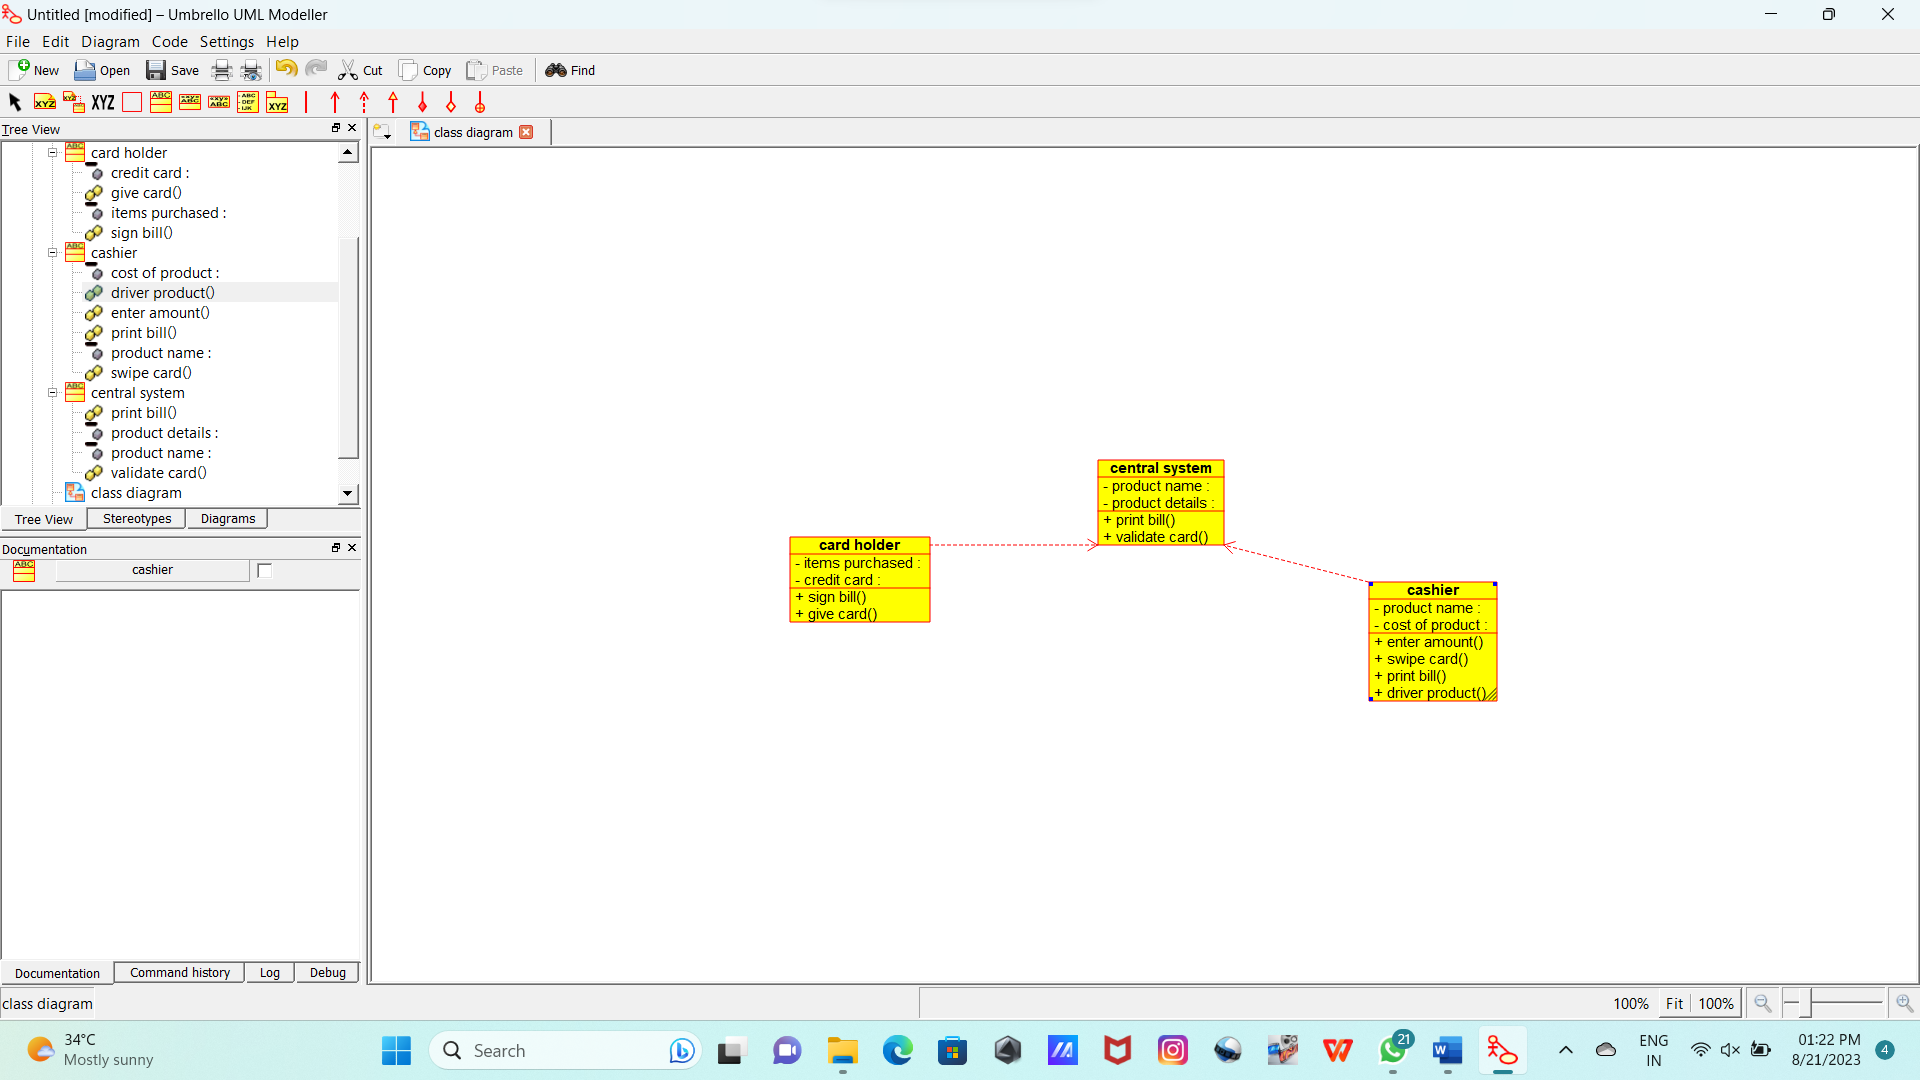 Untitled [modified] – Umbrello UML Modeller
File Edit Diagram Code Settings Help
New Open Save Cut Copy Paste Find
XYZ XYZ XYZ ABC XYZ
Tree View
class diagram
card holder
credit card :
give card()
items purchased :
sign bill()
cashier
cost of product :
driver product()
enter amount()
print bill()
product name :
swipe card()
central system
print bill()
product details :
product name :
validate card()
class diagram
Tree View Stereotypes Diagrams
Documentation
cashier
central system
- product name :
- product details :
+ print bill()
+ validate card()
card holder
- items purchased :
- credit card :
+ sign bill()
+ give card()
cashier
- product name :
- cost of product :
+ enter amount()
+ swipe card()
+ print bill()
+ driver product()
Documentation Command history Log Debug
class diagram
100% Fit 100%
34°C
Mostly sunny
Search
21
ENG
IN
01:22 PM
8/21/2023
4